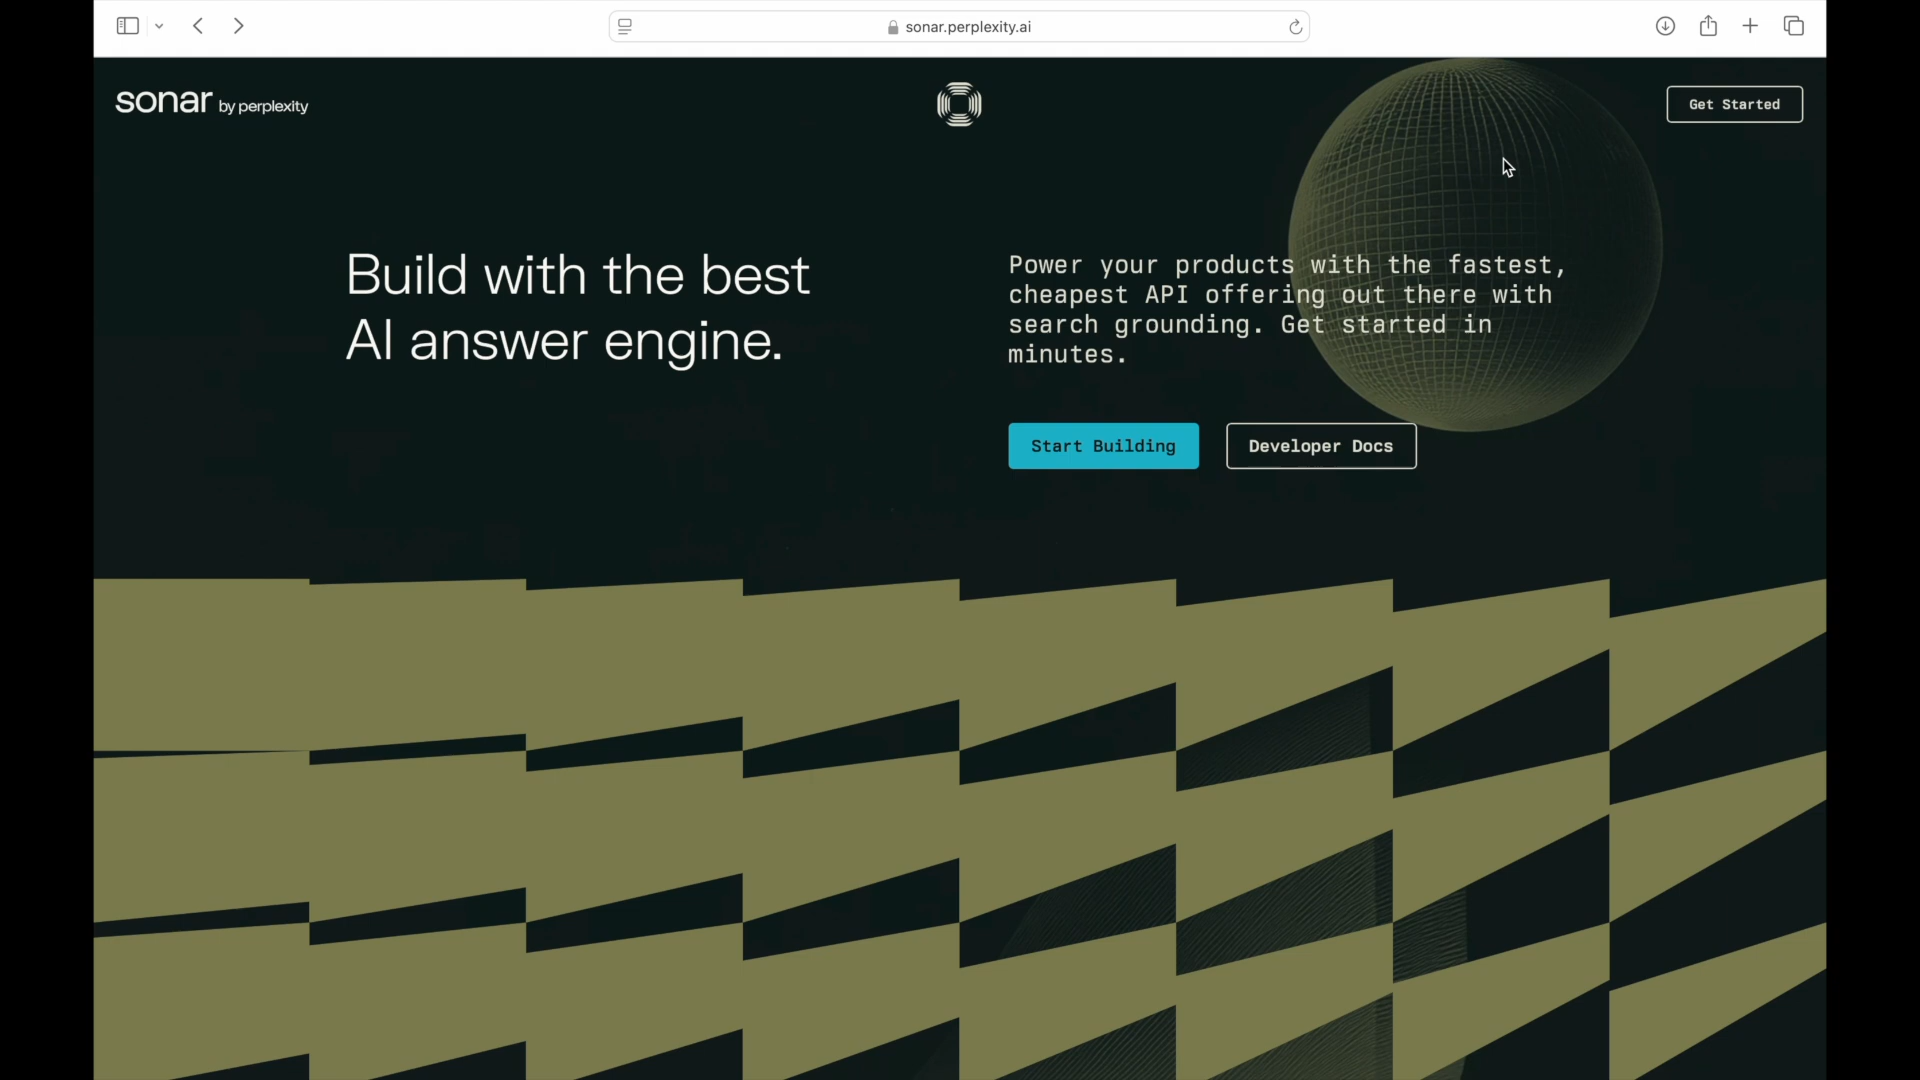 sonar.perplexity.ai
sonar by perplexity
Get Started
Build with the best
AI answer engine.
Power your products with the fastest,
cheapest API offering out there with
search grounding. Get started in
minutes.
Start Building
Developer Docs